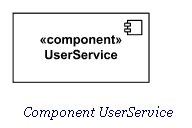 «component»
UserService
Component UserService